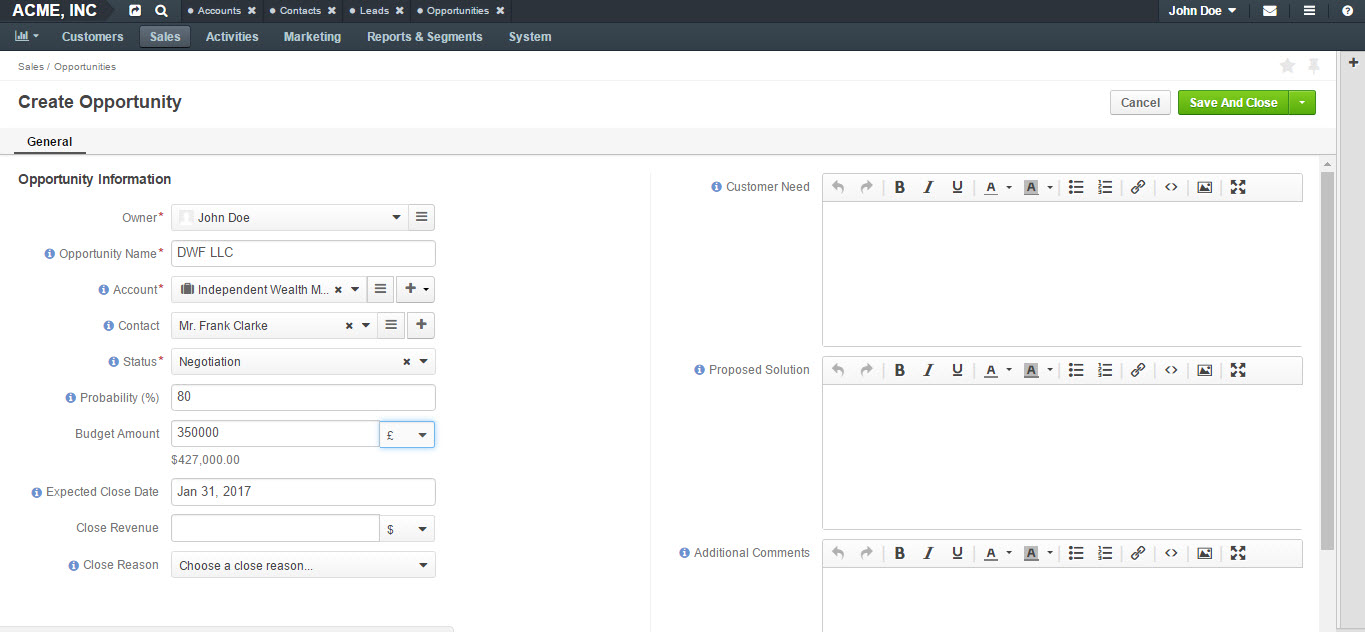 ACME, INC Accounts Contacts Leads Opportunities John Doe
Customers Sales Activities Marketing Reports & Segments System
Sales / Opportunities
Create Opportunity Cancel Save And Close
General
Opportunity Information
Owner* John Doe
Opportunity Name* DWF LLC
Account* Independent Wealth M...
Contact Mr. Frank Clarke
Status* Negotiation
Probability (%) 80
Budget Amount 350000 £
$427,000.00
Expected Close Date Jan 31, 2017
Close Revenue $
Close Reason Choose a close reason...
Customer Need B I U A A
Proposed Solution B I U A A
Additional Comments B I U A A